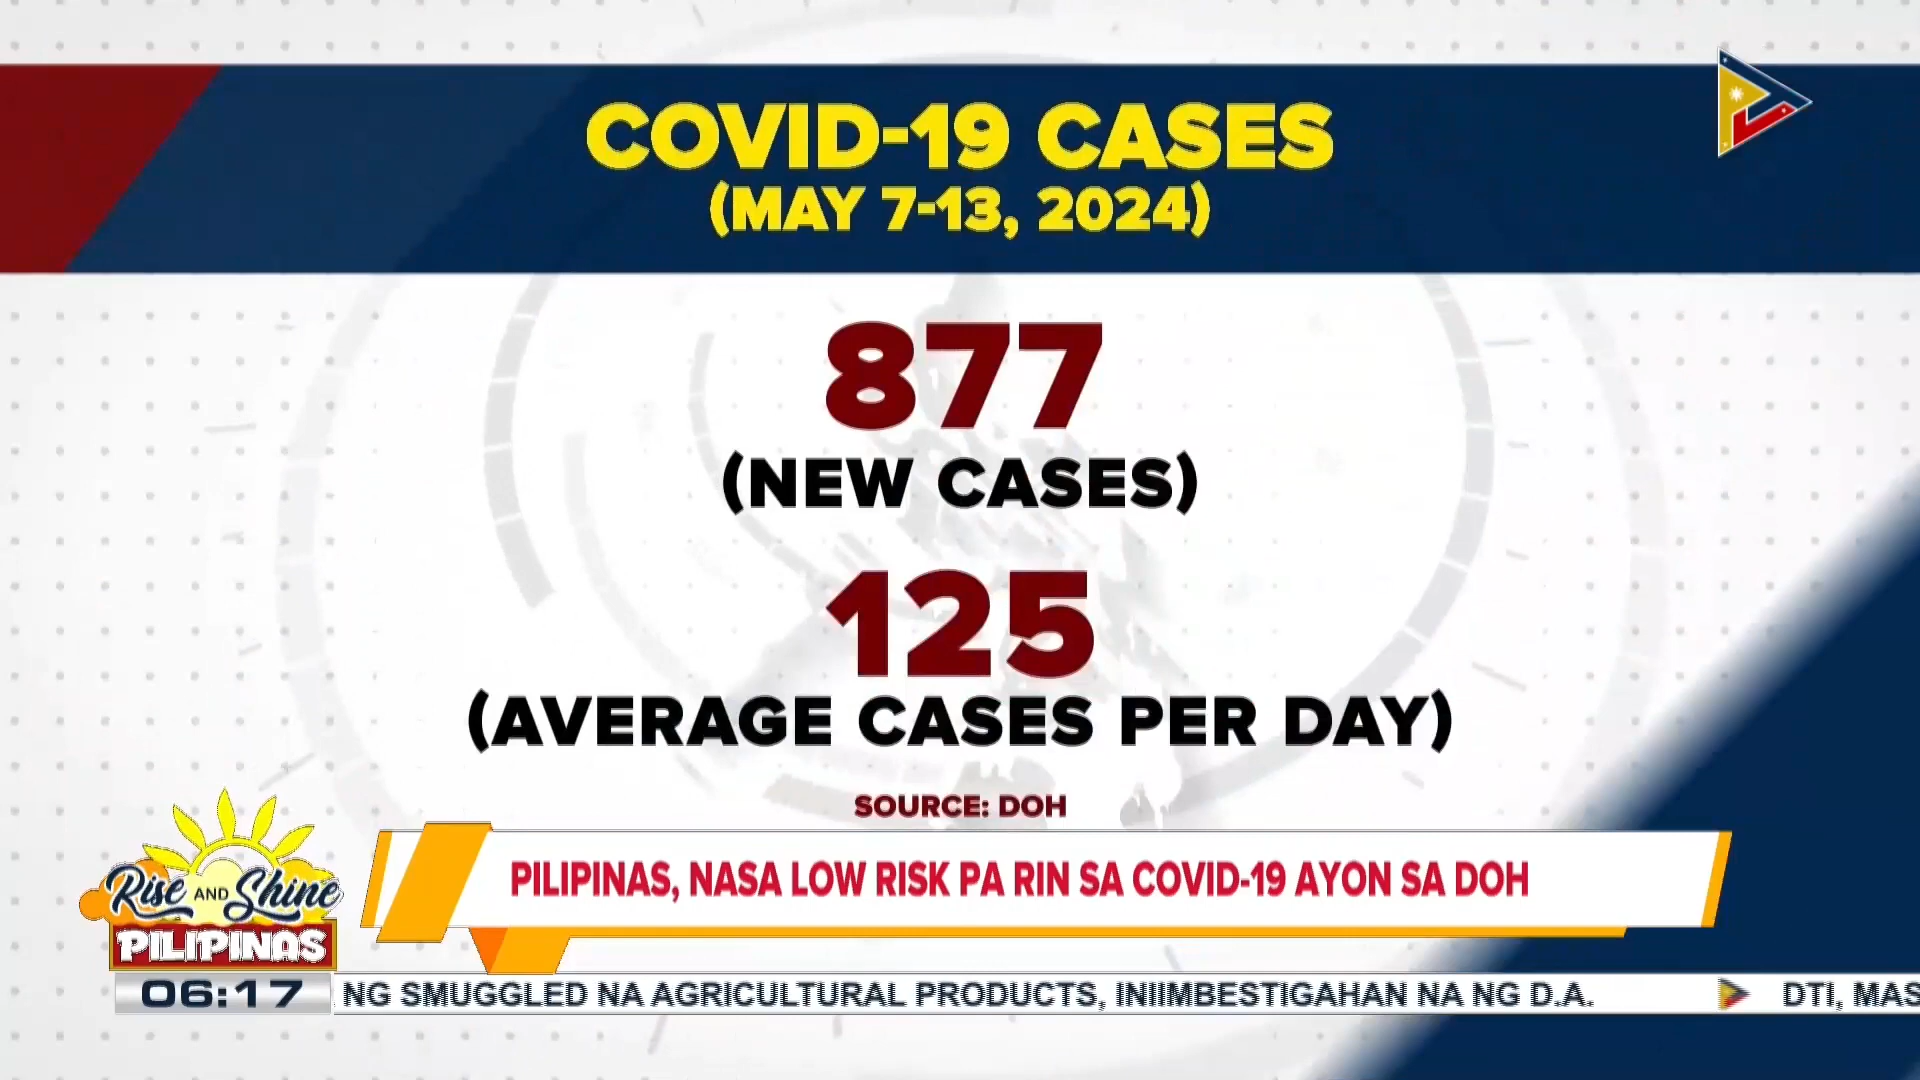 COVID-19 CASES
(MAY 7-13, 2024)
877
(NEW CASES)
125
(AVERAGE CASES PER DAY)
SOURCE: DOH
PILIPINAS, NASA LOW RISK PA RIN SA COVID-19 AYON SA DOH
Rise AND Shine
PILIPINAS
06:17
NG SMUGGLED NA AGRICULTURAL PRODUCTS, INIIMBESTIGAHAN NA NG D.A.
DTI, MAS